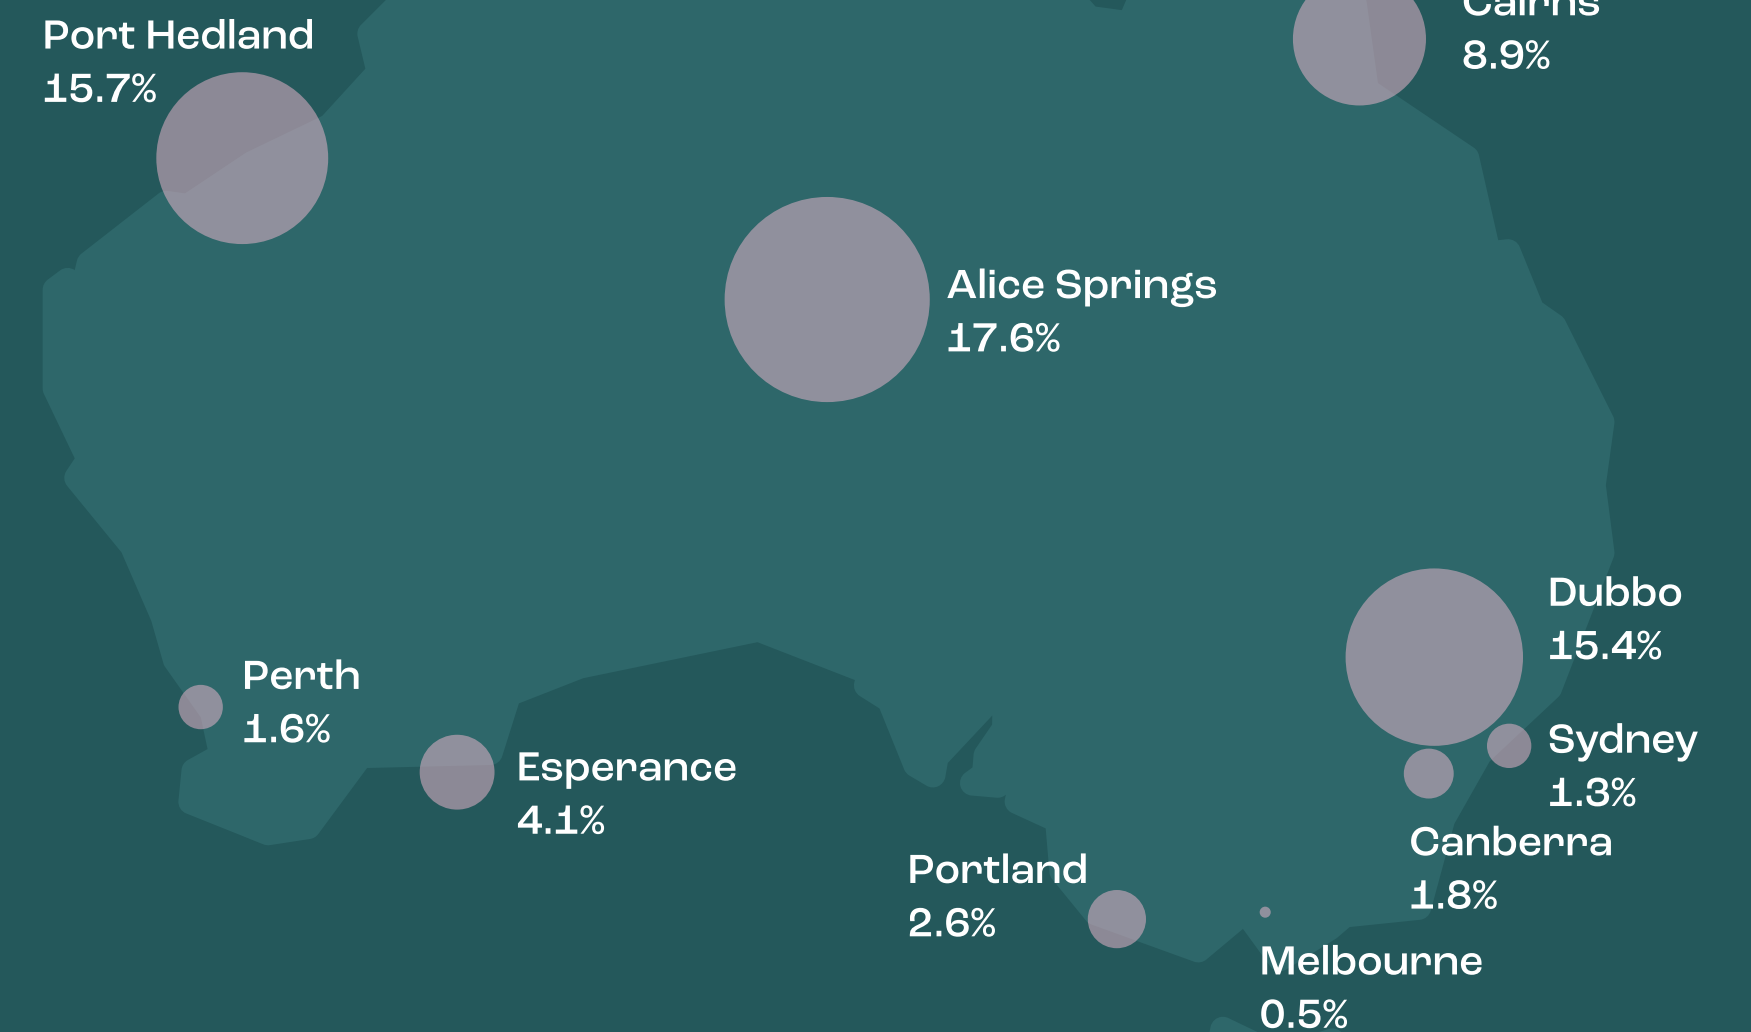 Port Hedland
15.7%
Cairns
8.9%
Alice Springs
17.6%
Dubbo
15.4%
Perth
1.6%
Sydney
1.3%
Esperance
4.1%
Canberra
1.8%
Portland
2.6%
Melbourne
0.5%